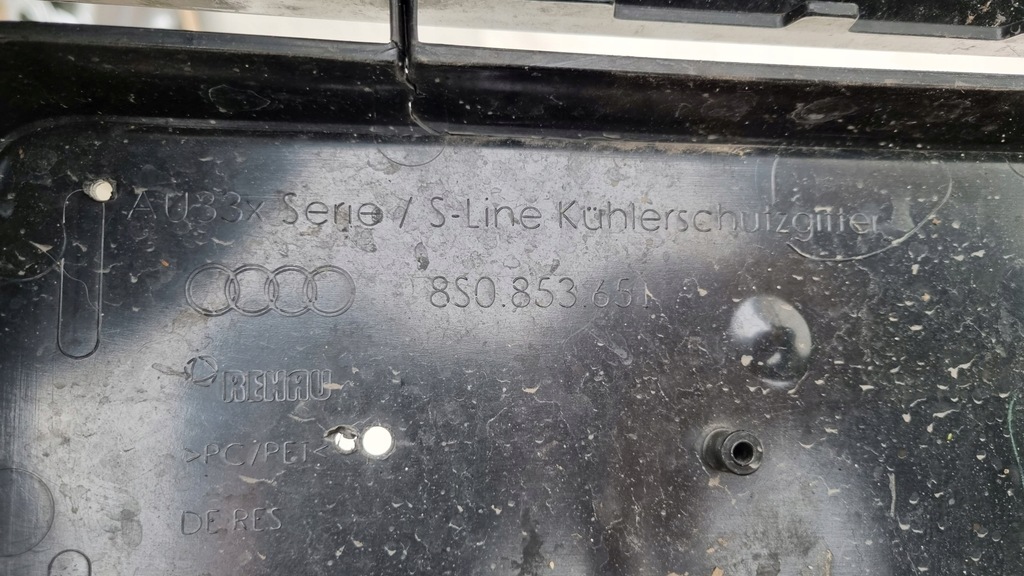 AU33x Serie / S-Line Kühlerschutzgitter
8S0.853.651
REHAU
>PC/PET<
DE RES